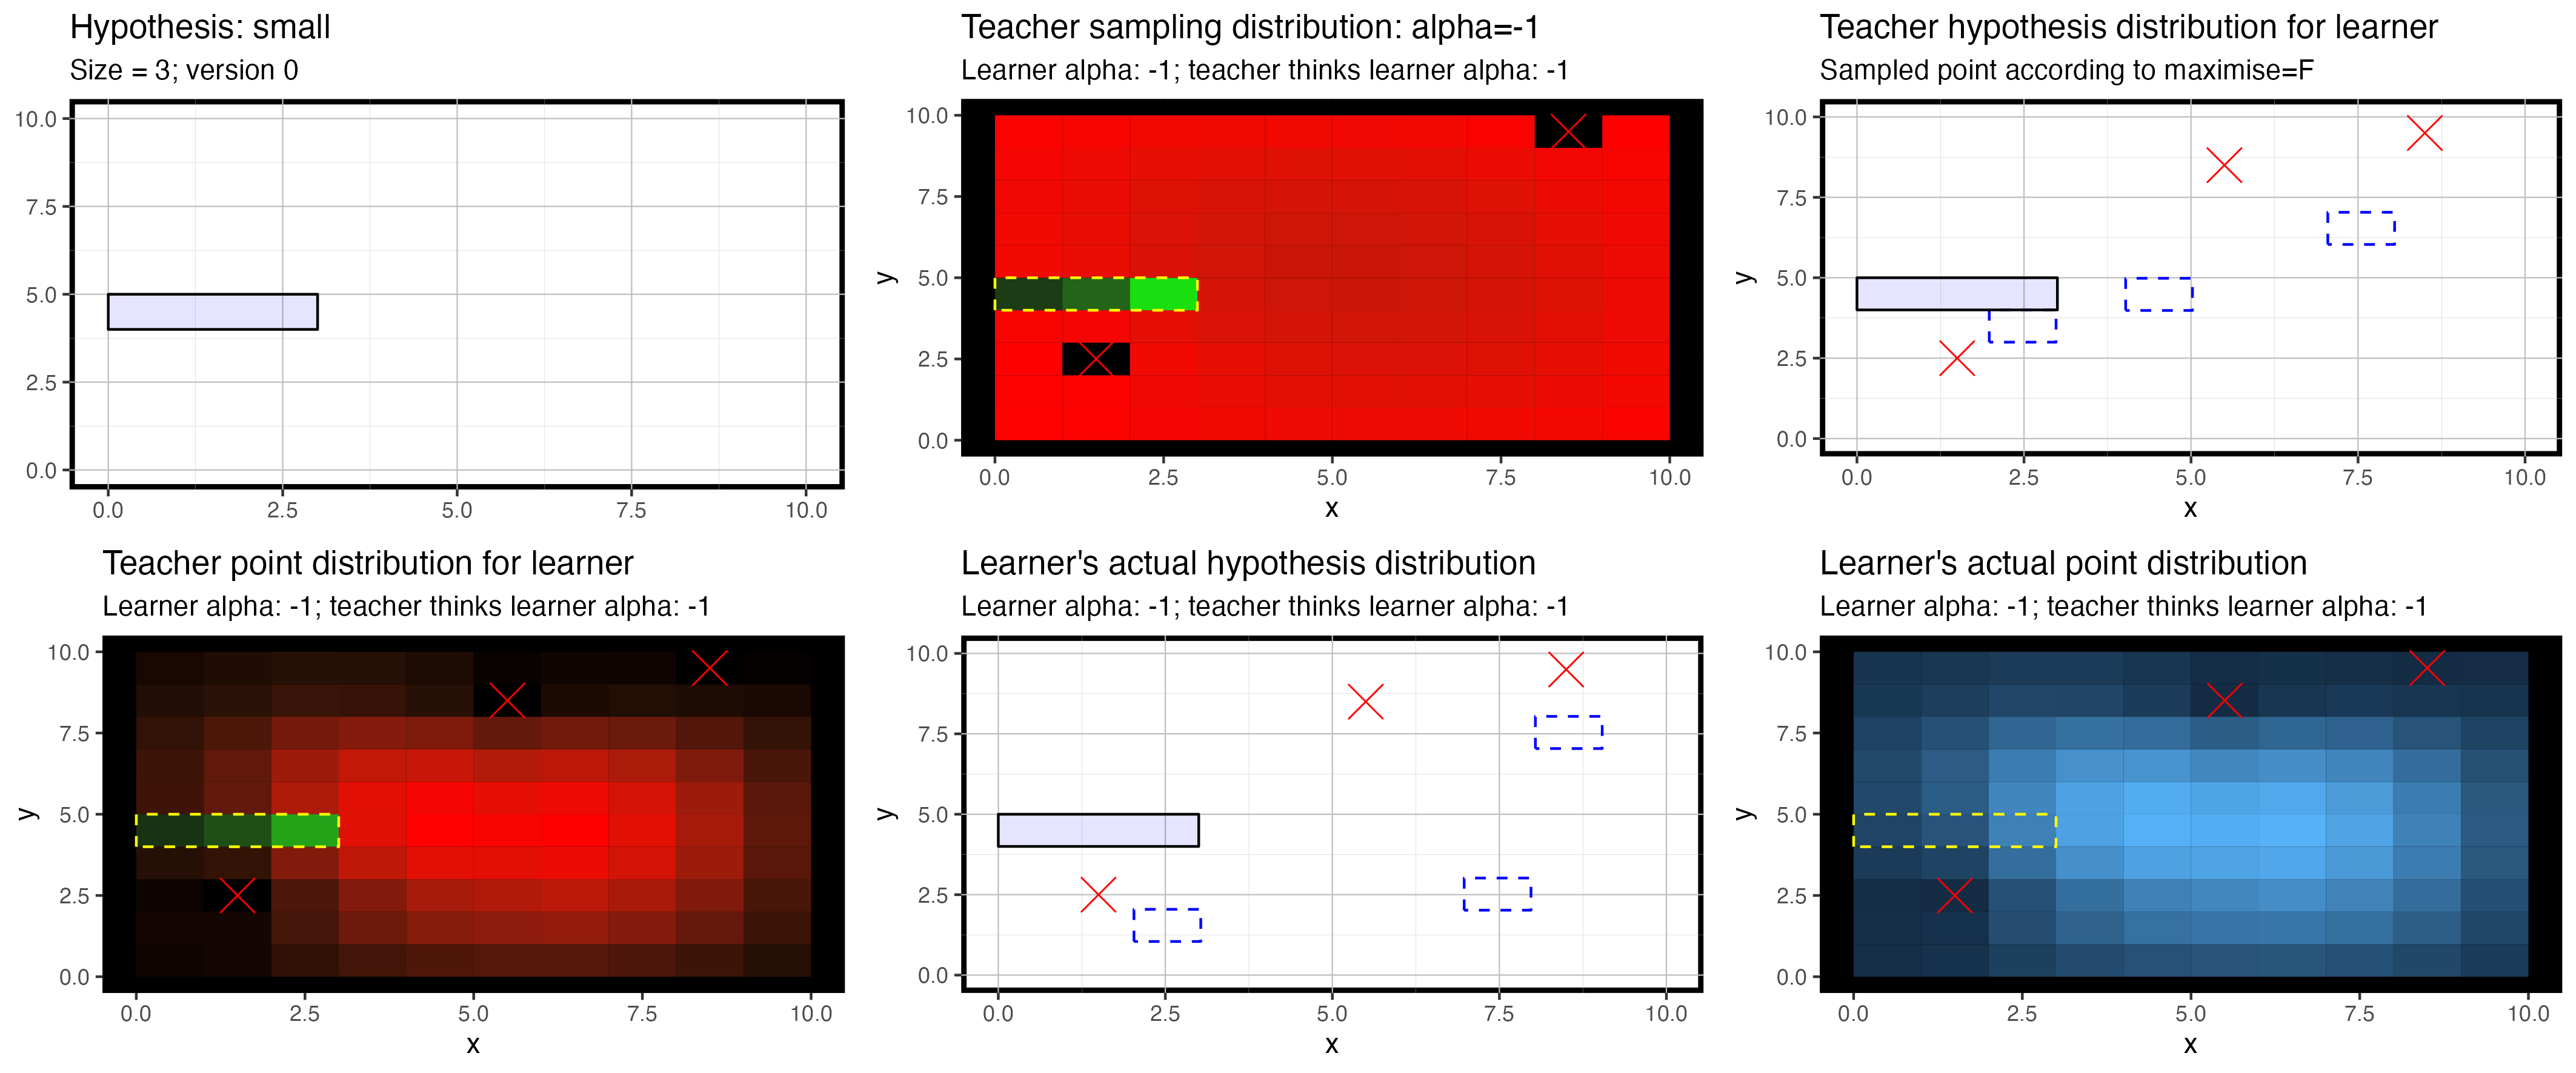 Hypothesis: small
Size = 3; version 0
10.0
7.5
5.0
2.5
0.0
0.0 2.5 5.0 7.5 10.0
Teacher sampling distribution: alpha=-1
Learner alpha: -1; teacher thinks learner alpha: -1
y
10.0
7.5
5.0
2.5
0.0
0.0 2.5 5.0 7.5 10.0
x
Teacher hypothesis distribution for learner
Sampled point according to maximise=F
y
10.0
7.5
5.0
2.5
0.0
0.0 2.5 5.0 7.5 10.0
x
Teacher point distribution for learner
Learner alpha: -1; teacher thinks learner alpha: -1
y
10.0
7.5
5.0
2.5
0.0
0.0 2.5 5.0 7.5 10.0
x
Learner's actual hypothesis distribution
Learner alpha: -1; teacher thinks learner alpha: -1
y
10.0
7.5
5.0
2.5
0.0
0.0 2.5 5.0 7.5 10.0
x
Learner's actual point distribution
Learner alpha: -1; teacher thinks learner alpha: -1
y
10.0
7.5
5.0
2.5
0.0
0.0 2.5 5.0 7.5 10.0
x